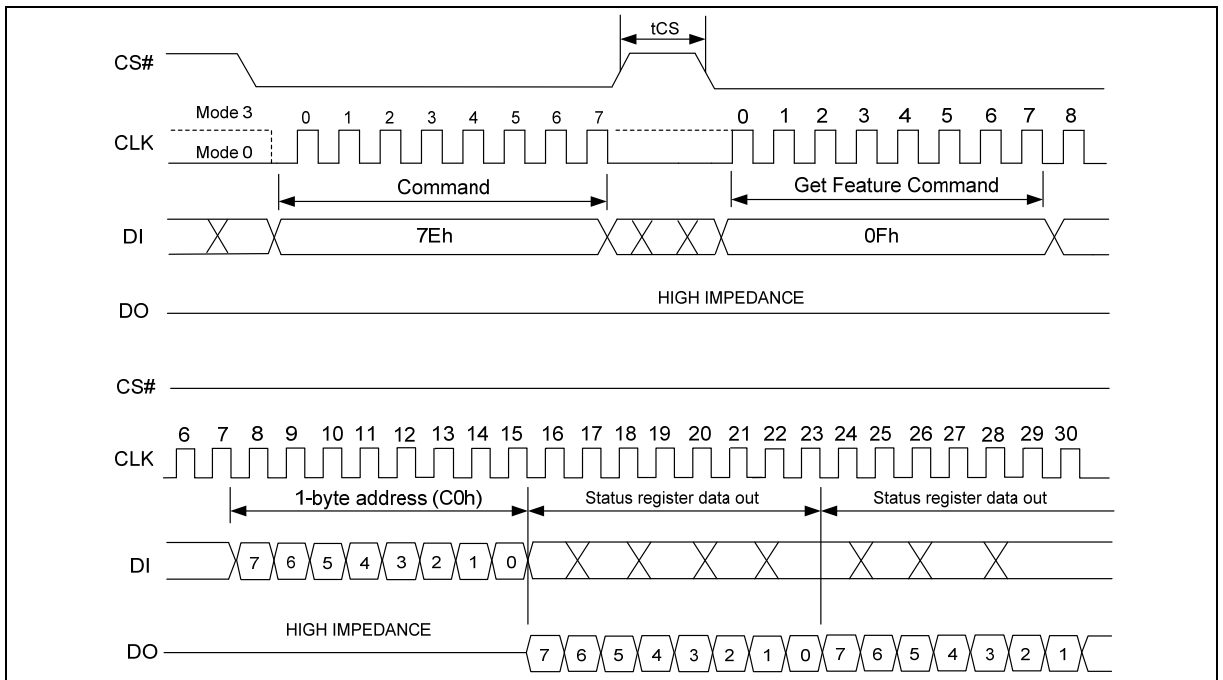 tCS
CS#
Mode 3
0 1 2 3 4 5 6 7
0 1 2 3 4 5 6 7 8
CLK
Mode 0
Command
Get Feature Command
DI
7Eh
0Fh
HIGH IMPEDANCE
DO
CS#
6 7 8 9 10 11 12 13 14 15 16 17 18 19 20 21 22 23 24 25 26 27 28 29 30
CLK
1-byte address (C0h)
Status register data out
Status register data out
DI
7 6 5 4 3 2 1 0
HIGH IMPEDANCE
DO
7 6 5 4 3 2 1 0 7 6 5 4 3 2 1